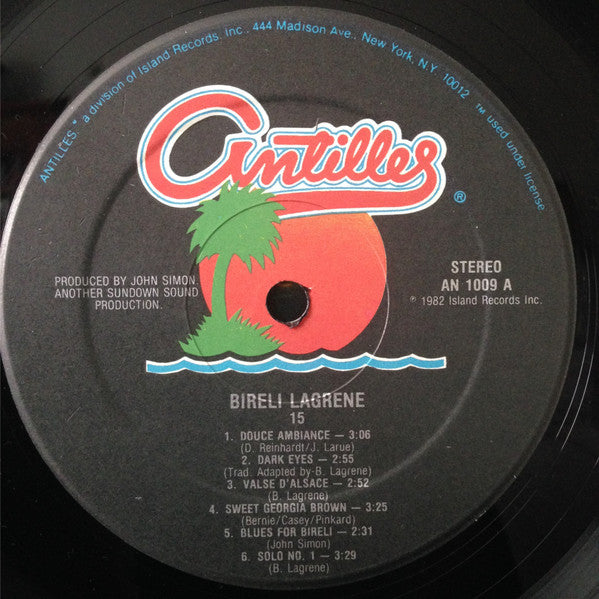 ANTILLES,™ a division of Island Records, Inc., 444 Madison Ave., New York, N.Y. 10012 ™ used under license
Antilles
®
PRODUCED BY JOHN SIMON.
ANOTHER SUNDOWN SOUND
PRODUCTION.
STEREO
AN 1009 A
℗ 1982 Island Records Inc.
BIRELI LAGRENE
15
1. DOUCE AMBIANCE — 3:06
(D. Reinhardt/J. Larue)
2. DARK EYES — 2:55
(Trad. Adapted by-B. Lagrene)
3. VALSE D'ALSACE — 2:52
(B. Lagrene)
4. SWEET GEORGIA BROWN — 3:25
(Bernie/Casey/Pinkard)
5. BLUES FOR BIRELI — 2:31
(John Simon)
6. SOLO NO. 1 — 3:29
(B. Lagrene)